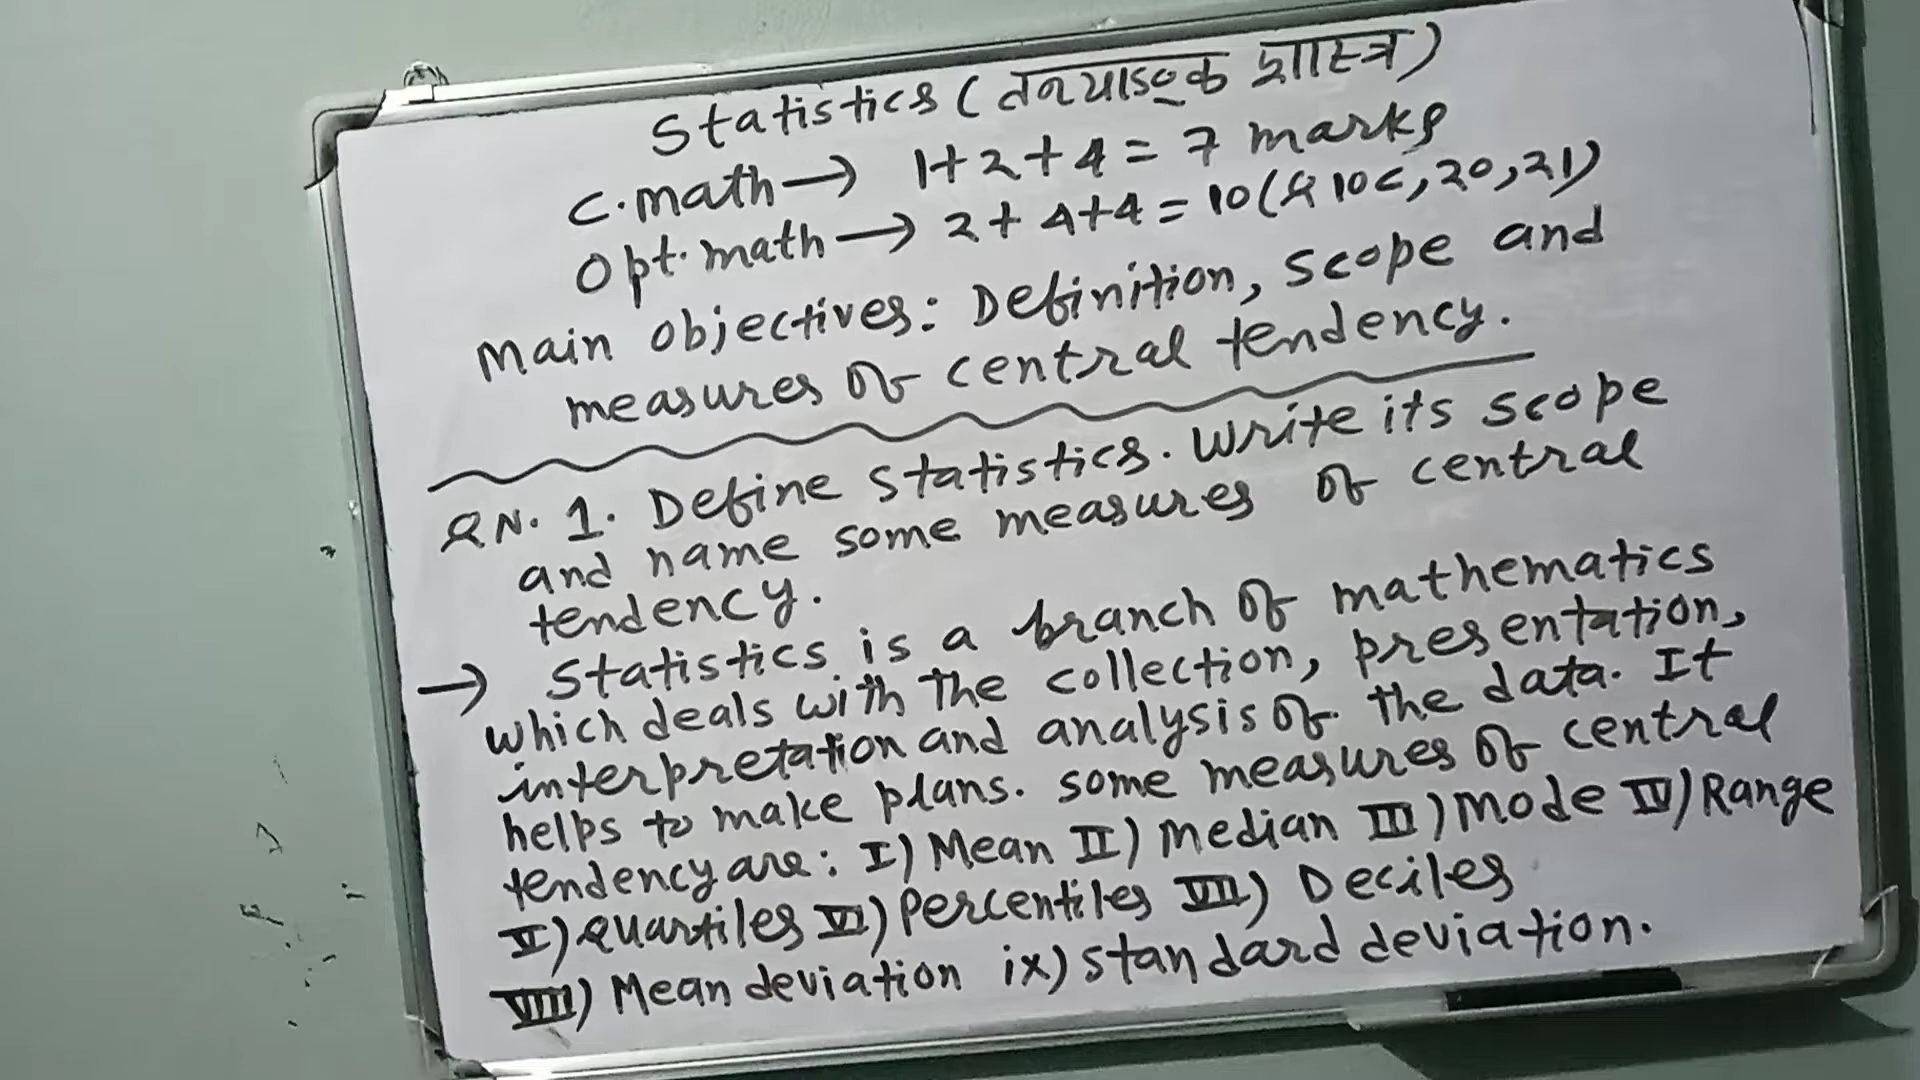 Statistics (तथ्याङ्क शास्त्र)
C.math → 1+2+4 = 7 marks
Opt.math → 2+4+4 = 10 (Q 10c, 20, 21)
Main objectives: Definition, scope and
measures of central tendency.
QN. 1. Define statistics. Write its scope
and name some measures of central
tendency.
→ Statistics is a branch of mathematics
which deals with the collection, presentation,
interpretation and analysis of the data. It
helps to make plans. Some measures of central
tendency are: I) Mean II) Median III) Mode IV) Range
V) Quartiles VI) Percentiles VII) Deciles
VIII) Mean deviation ix) standard deviation.